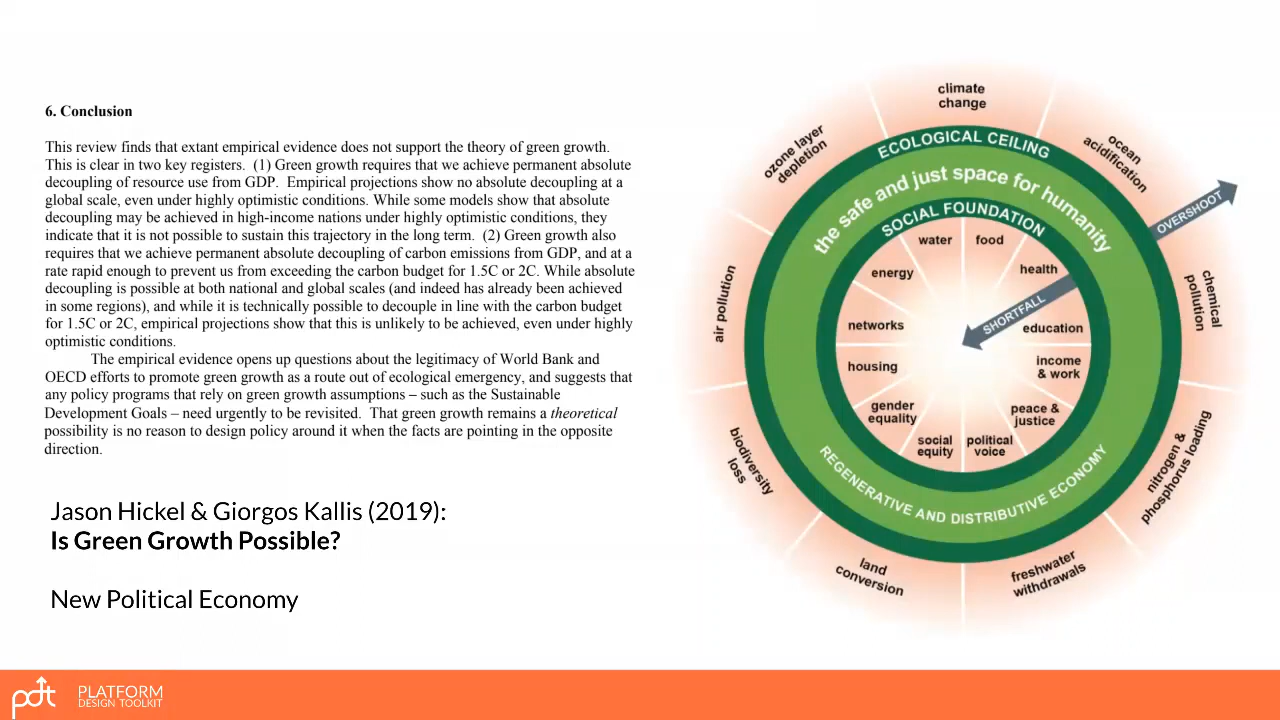 6. Conclusion
This review finds that extant empirical evidence does not support the theory of green growth.
This is clear in two key registers. (1) Green growth requires that we achieve permanent absolute
decoupling of resource use from GDP. Empirical projections show no absolute decoupling at a
global scale, even under highly optimistic conditions. While some models show that absolute
decoupling may be achieved in high-income nations under highly optimistic conditions, they
indicate that it is not possible to sustain this trajectory in the long term. (2) Green growth also
requires that we achieve permanent absolute decoupling of carbon emissions from GDP, and at a
rate rapid enough to prevent us from exceeding the carbon budget for 1.5C or 2C. While absolute
decoupling is possible at both national and global scales (and indeed has already been achieved
in some regions), and while it is technically possible to decouple in line with the carbon budget
for 1.5C or 2C, empirical projections show that this is unlikely to be achieved, even under highly
optimistic conditions.
The empirical evidence opens up questions about the legitimacy of World Bank and
OECD efforts to promote green growth as a route out of ecological emergency, and suggests that
any policy programs that rely on green growth assumptions – such as the Sustainable
Development Goals – need urgently to be revisited. That green growth remains a theoretical
possibility is no reason to design policy around it when the facts are pointing in the opposite
direction.
Jason Hickel & Giorgos Kallis (2019):
Is Green Growth Possible?
New Political Economy
climate
change
ocean
acidification
chemical
pollution
nitrogen &
phosphorus loading
freshwater
withdrawals
land
conversion
biodiversity
loss
air pollution
ozone layer
depletion
ECOLOGICAL CEILING
the safe and just space for humanity
SOCIAL FOUNDATION
OVERSHOOT
SHORTFALL
water
food
health
education
income
& work
peace &
justice
political
voice
social
equity
gender
equality
housing
networks
energy
REGENERATIVE AND DISTRIBUTIVE ECONOMY
pdt
PLATFORM
DESIGN TOOLKIT